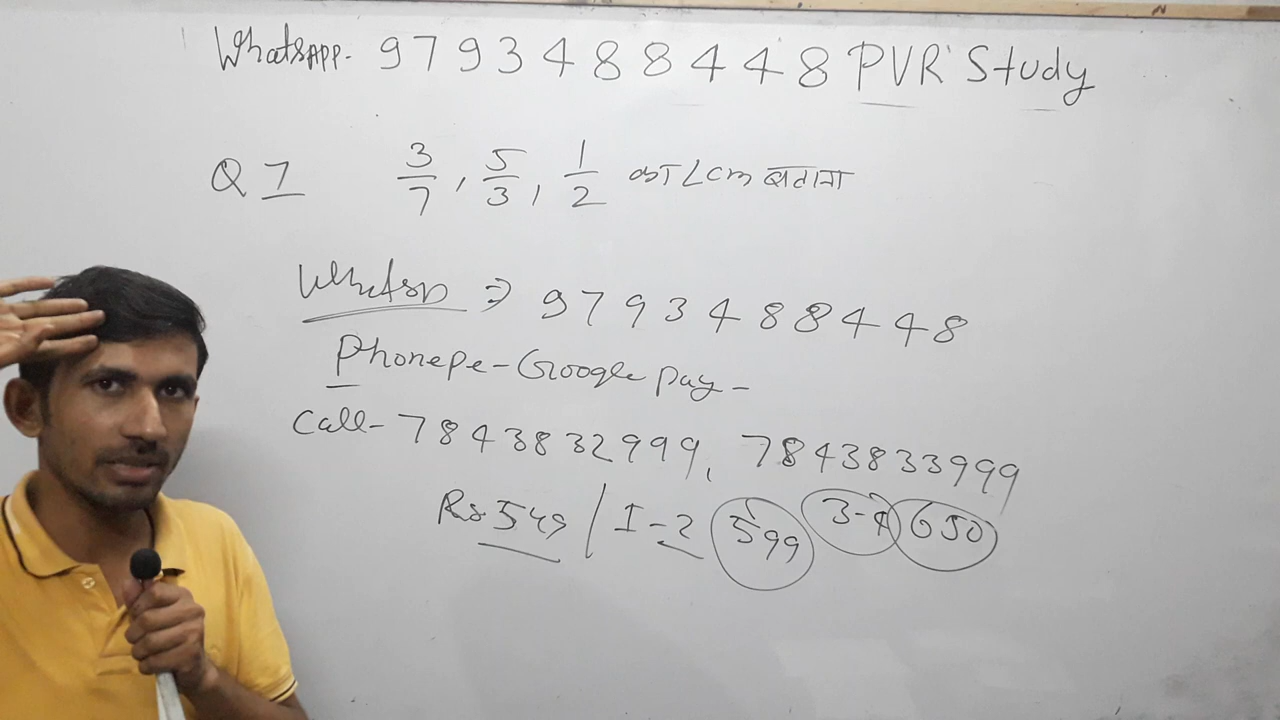 WhatsAPP- 9793488448 PVR Study
Q 7 3/7, 5/3, 1/2 का Lcm बताना
Whatsap ⇒ 9793488448
Phonepe - Google pay -
Call - 7843832999, 7843833999
Rs 549 / I - 2 599 3-4 650